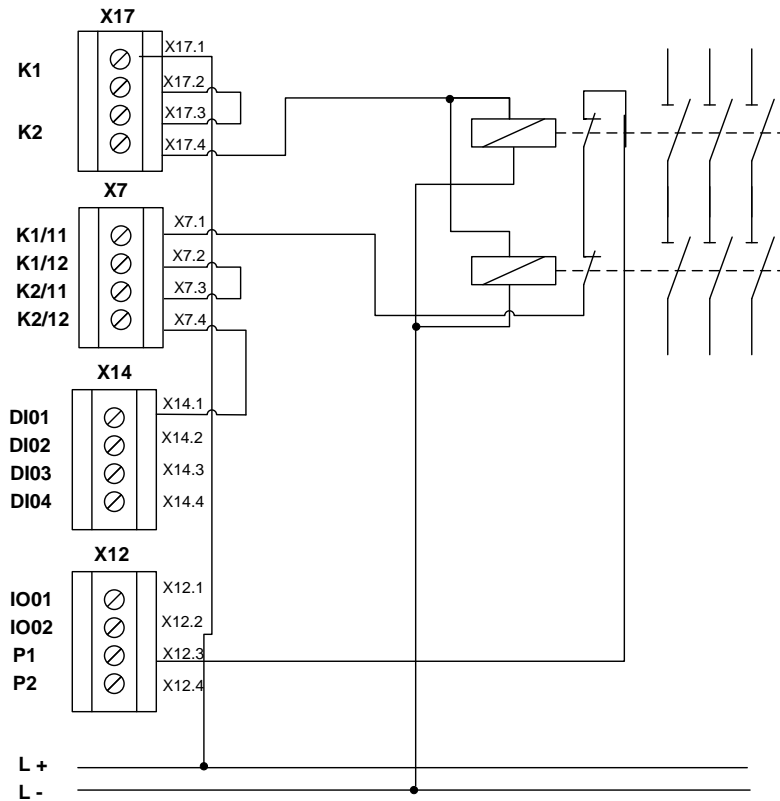 X17
K1
K2
X17.1
X17.2
X17.3
X17.4
X7
K1/11
K1/12
K2/11
K2/12
X7.1
X7.2
X7.3
X7.4
X14
DI01
DI02
DI03
DI04
X14.1
X14.2
X14.3
X14.4
X12
IO01
IO02
P1
P2
X12.1
X12.2
X12.3
X12.4
L +
L -